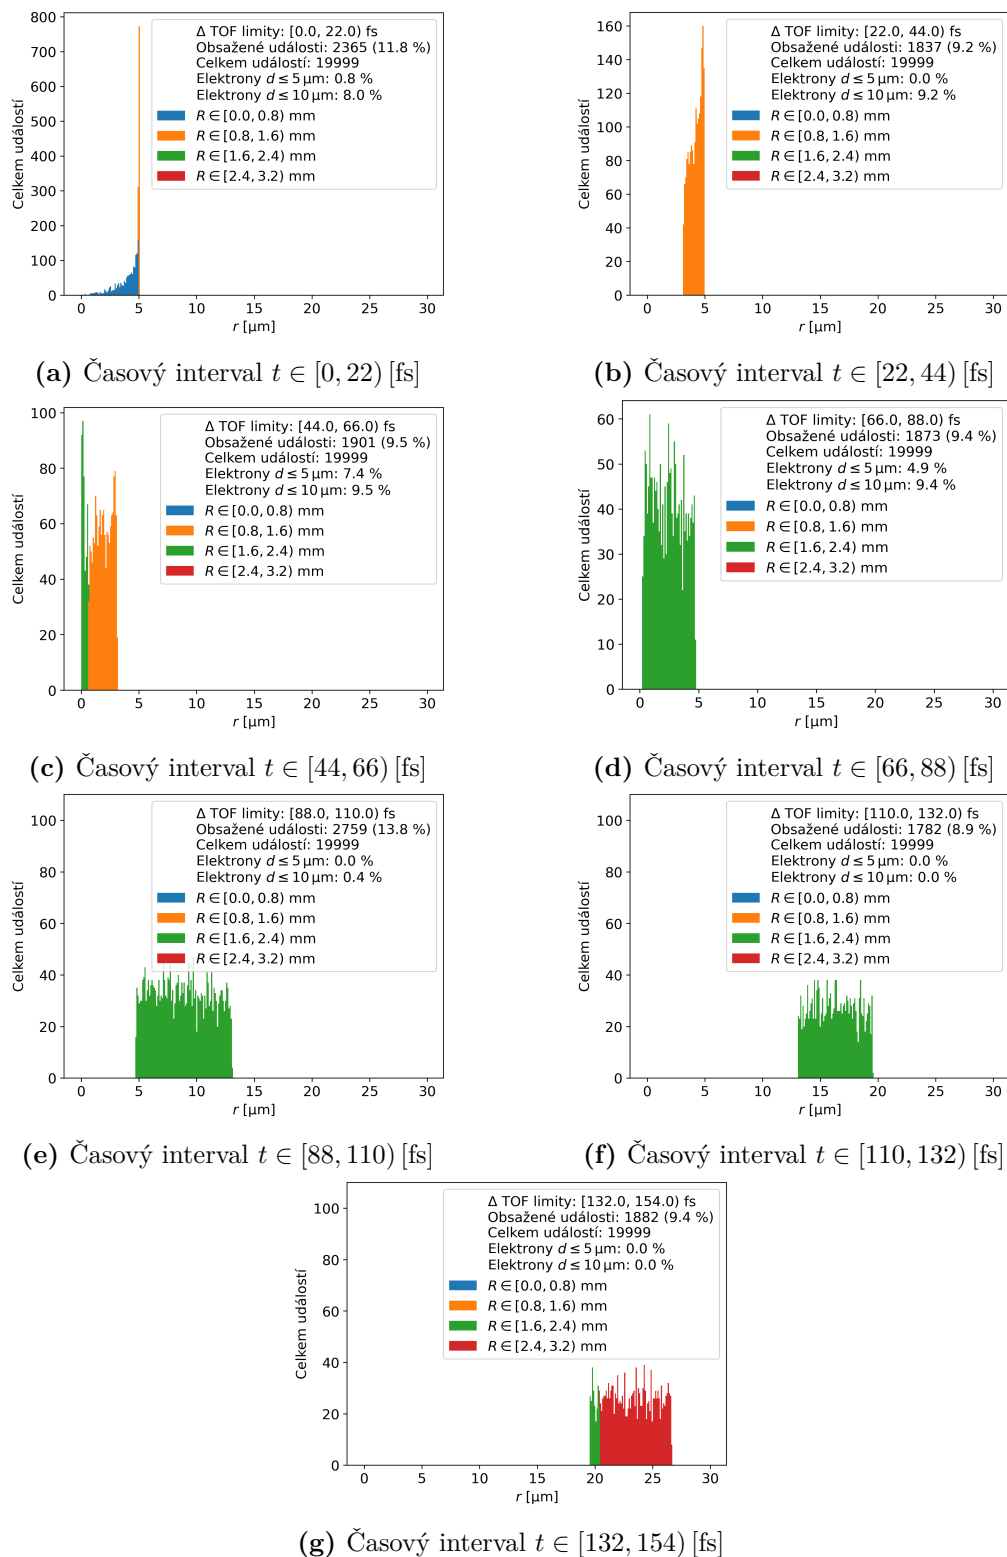 800
700
600
500
400
300
200
100
0
Celkem událostí
Δ TOF limity: [0.0, 22.0) fs
Obsažené události: 2365 (11.8 %)
Celkem událostí: 19999
Elektrony d ≤ 5 µm: 0.8 %
Elektrony d ≤ 10 µm: 8.0 %
R ∈ [0.0, 0.8) mm
R ∈ [0.8, 1.6) mm
R ∈ [1.6, 2.4) mm
R ∈ [2.4, 3.2) mm
0 5 10 15 20 25 30
r [µm]
(a) Časový interval t ∈ [0, 22) [fs]
160
140
120
100
80
60
40
20
0
Celkem událostí
Δ TOF limity: [22.0, 44.0) fs
Obsažené události: 1837 (9.2 %)
Celkem událostí: 19999
Elektrony d ≤ 5 µm: 0.0 %
Elektrony d ≤ 10 µm: 9.2 %
R ∈ [0.0, 0.8) mm
R ∈ [0.8, 1.6) mm
R ∈ [1.6, 2.4) mm
R ∈ [2.4, 3.2) mm
0 5 10 15 20 25 30
r [µm]
(b) Časový interval t ∈ [22, 44) [fs]
100
80
60
40
20
0
Celkem událostí
Δ TOF limity: [44.0, 66.0) fs
Obsažené události: 1901 (9.5 %)
Celkem událostí: 19999
Elektrony d ≤ 5 µm: 7.4 %
Elektrony d ≤ 10 µm: 9.5 %
R ∈ [0.0, 0.8) mm
R ∈ [0.8, 1.6) mm
R ∈ [1.6, 2.4) mm
R ∈ [2.4, 3.2) mm
0 5 10 15 20 25 30
r [µm]
(c) Časový interval t ∈ [44, 66) [fs]
60
50
40
30
20
10
0
Celkem událostí
Δ TOF limity: [66.0, 88.0) fs
Obsažené události: 1873 (9.4 %)
Celkem událostí: 19999
Elektrony d ≤ 5 µm: 4.9 %
Elektrony d ≤ 10 µm: 9.4 %
R ∈ [0.0, 0.8) mm
R ∈ [0.8, 1.6) mm
R ∈ [1.6, 2.4) mm
R ∈ [2.4, 3.2) mm
0 5 10 15 20 25 30
r [µm]
(d) Časový interval t ∈ [66, 88) [fs]
100
80
60
40
20
0
Celkem událostí
Δ TOF limity: [88.0, 110.0) fs
Obsažené události: 2759 (13.8 %)
Celkem událostí: 19999
Elektrony d ≤ 5 µm: 0.0 %
Elektrony d ≤ 10 µm: 0.4 %
R ∈ [0.0, 0.8) mm
R ∈ [0.8, 1.6) mm
R ∈ [1.6, 2.4) mm
R ∈ [2.4, 3.2) mm
0 5 10 15 20 25 30
r [µm]
(e) Časový interval t ∈ [88, 110) [fs]
100
80
60
40
20
0
Celkem událostí
Δ TOF limity: [110.0, 132.0) fs
Obsažené události: 1782 (8.9 %)
Celkem událostí: 19999
Elektrony d ≤ 5 µm: 0.0 %
Elektrony d ≤ 10 µm: 0.0 %
R ∈ [0.0, 0.8) mm
R ∈ [0.8, 1.6) mm
R ∈ [1.6, 2.4) mm
R ∈ [2.4, 3.2) mm
0 5 10 15 20 25 30
r [µm]
(f) Časový interval t ∈ [110, 132) [fs]
100
80
60
40
20
0
Celkem událostí
Δ TOF limity: [132.0, 154.0) fs
Obsažené události: 1882 (9.4 %)
Celkem událostí: 19999
Elektrony d ≤ 5 µm: 0.0 %
Elektrony d ≤ 10 µm: 0.0 %
R ∈ [0.0, 0.8) mm
R ∈ [0.8, 1.6) mm
R ∈ [1.6, 2.4) mm
R ∈ [2.4, 3.2) mm
0 5 10 15 20 25 30
r [µm]
(g) Časový interval t ∈ [132, 154) [fs]